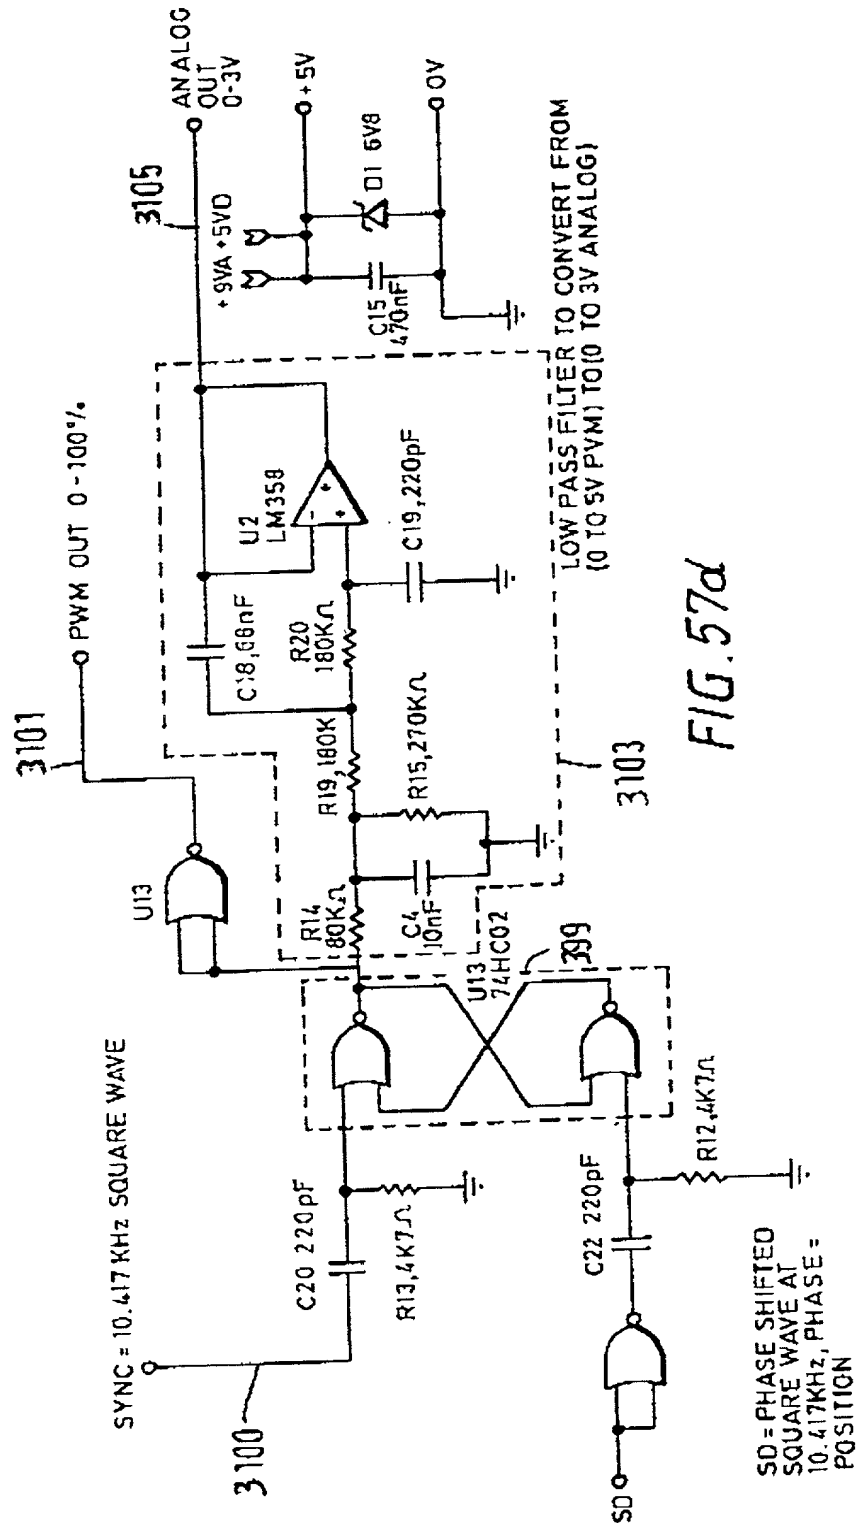 SYNC = 10.417 KHz SQUARE WAVE
3100
C20 220pF
R13,4K7Ω
SD
SD = PHASE SHIFTED
SQUARE WAVE AT
10.417KHz, PHASE =
POSITION
C22 220pF
R12,4K7Ω
U13
74HC02
399
U13
3101
PWM OUT 0-100%
R14
80KΩ
C4
10nF
R19,180K
R15,270KΩ
C18,68nF
R20
180KΩ
U2
LM358
C19,220pF
3103
LOW PASS FILTER TO CONVERT FROM
(0 TO 5V PVM) TO(0 TO 3V ANALOG)
3105
ANALOG
OUT
0-3V
+9VA +5VD
+5V
C15
470nF
D1 6V8
0V
FIG. 57d